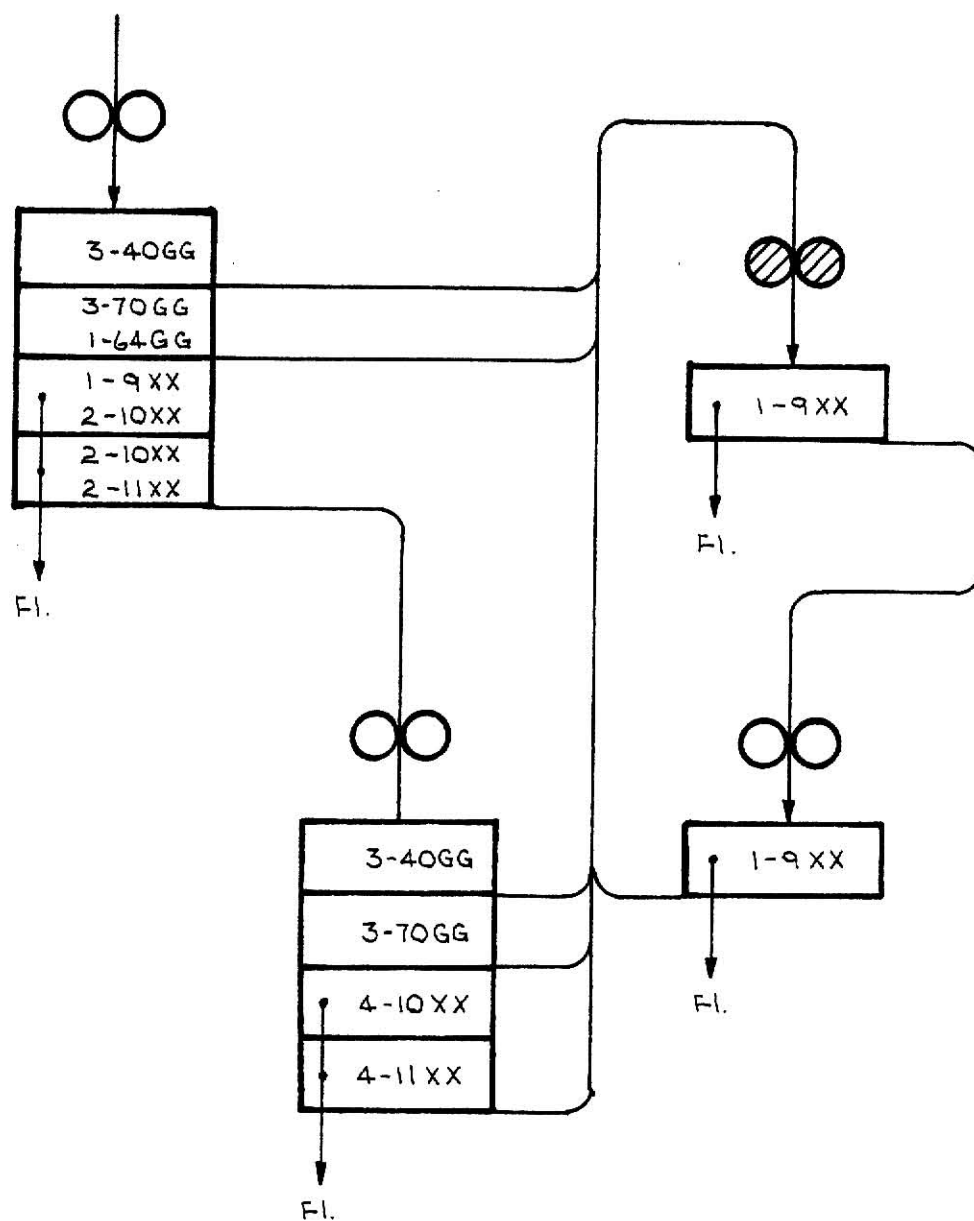 3-40GG
3-70GG
1-64GG
1-9XX
2-10XX
2-10XX
2-11XX
Fl.
1-9XX
Fl.
3-40GG
3-70GG
4-10XX
4-11XX
Fl.
1-9XX
Fl.